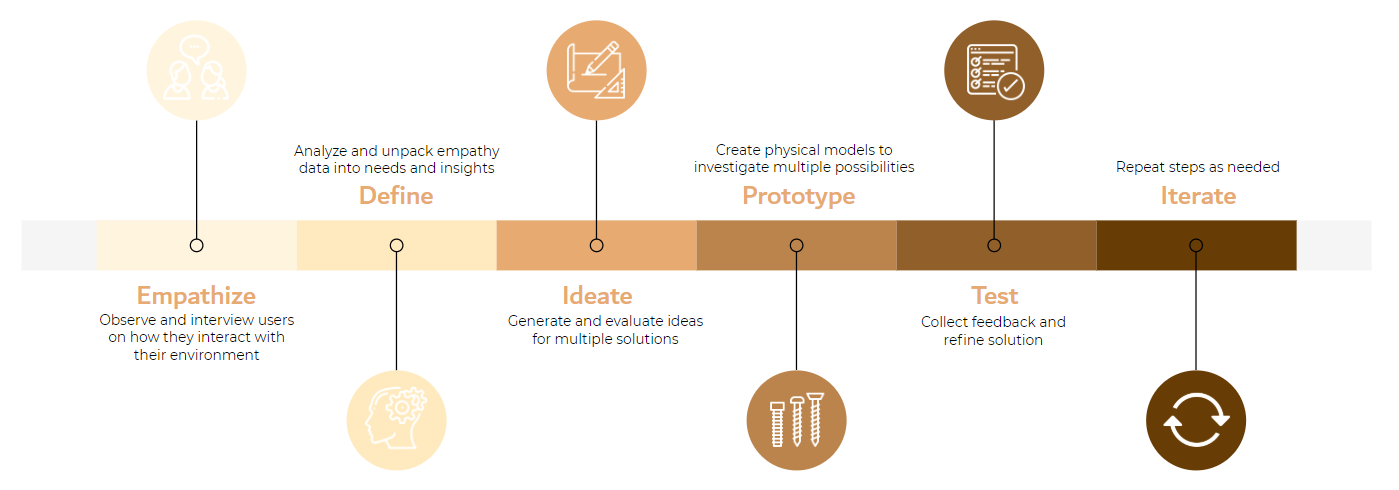 Empathize
Observe and interview users
on how they interact with
their environment
Analyze and unpack empathy
data into needs and insights
Define
Ideate
Generate and evaluate ideas
for multiple solutions
Create physical models to
investigate multiple possibilities
Prototype
Test
Collect feedback and
refine solution
Repeat steps as needed
Iterate